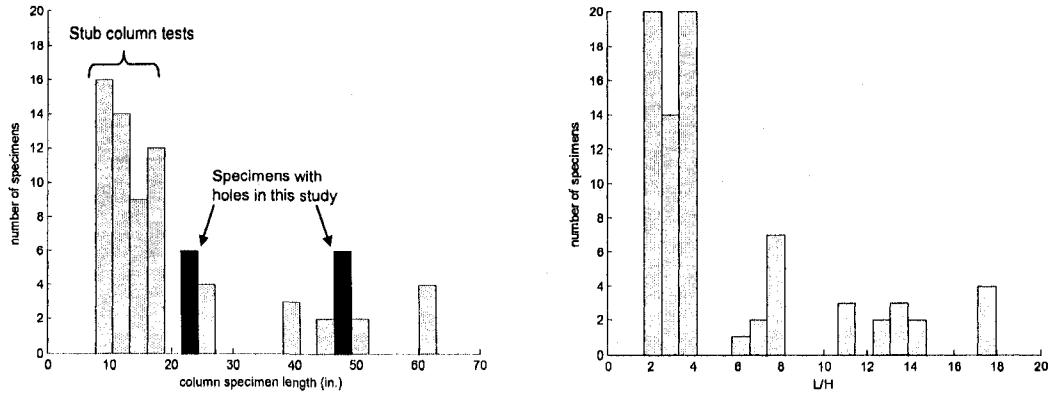 20
18
16
14
12
10
8
6
4
2
0
0 10 20 30 40 50 60 70
number of specimens
column specimen length (in.)
Stub column tests
Specimens with
holes in this study
20
18
16
14
12
10
8
6
4
2
0
0 2 4 6 8 10 12 14 16 18 20
number of specimens
L/H